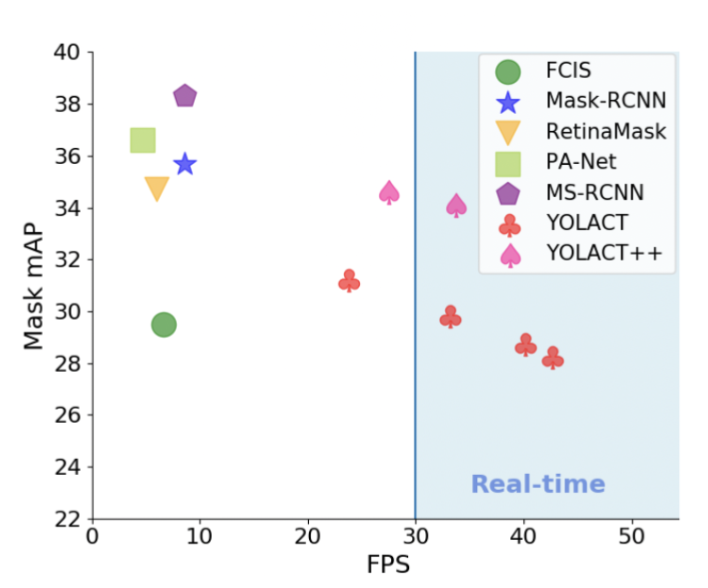 40
38
36
34
32
30
28
26
24
22
Mask mAP
FCIS
Mask-RCNN
RetinaMask
PA-Net
MS-RCNN
YOLACT
YOLACT++
Real-time
0 10 20 30 40 50
FPS